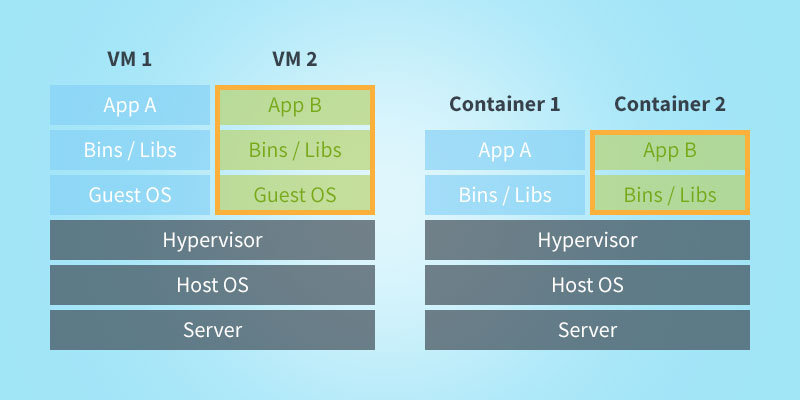 VM 1
VM 2
App A
App B
Bins / Libs
Bins / Libs
Guest OS
Guest OS
Hypervisor
Host OS
Server
Container 1
Container 2
App A
App B
Bins / Libs
Bins / Libs
Hypervisor
Host OS
Server